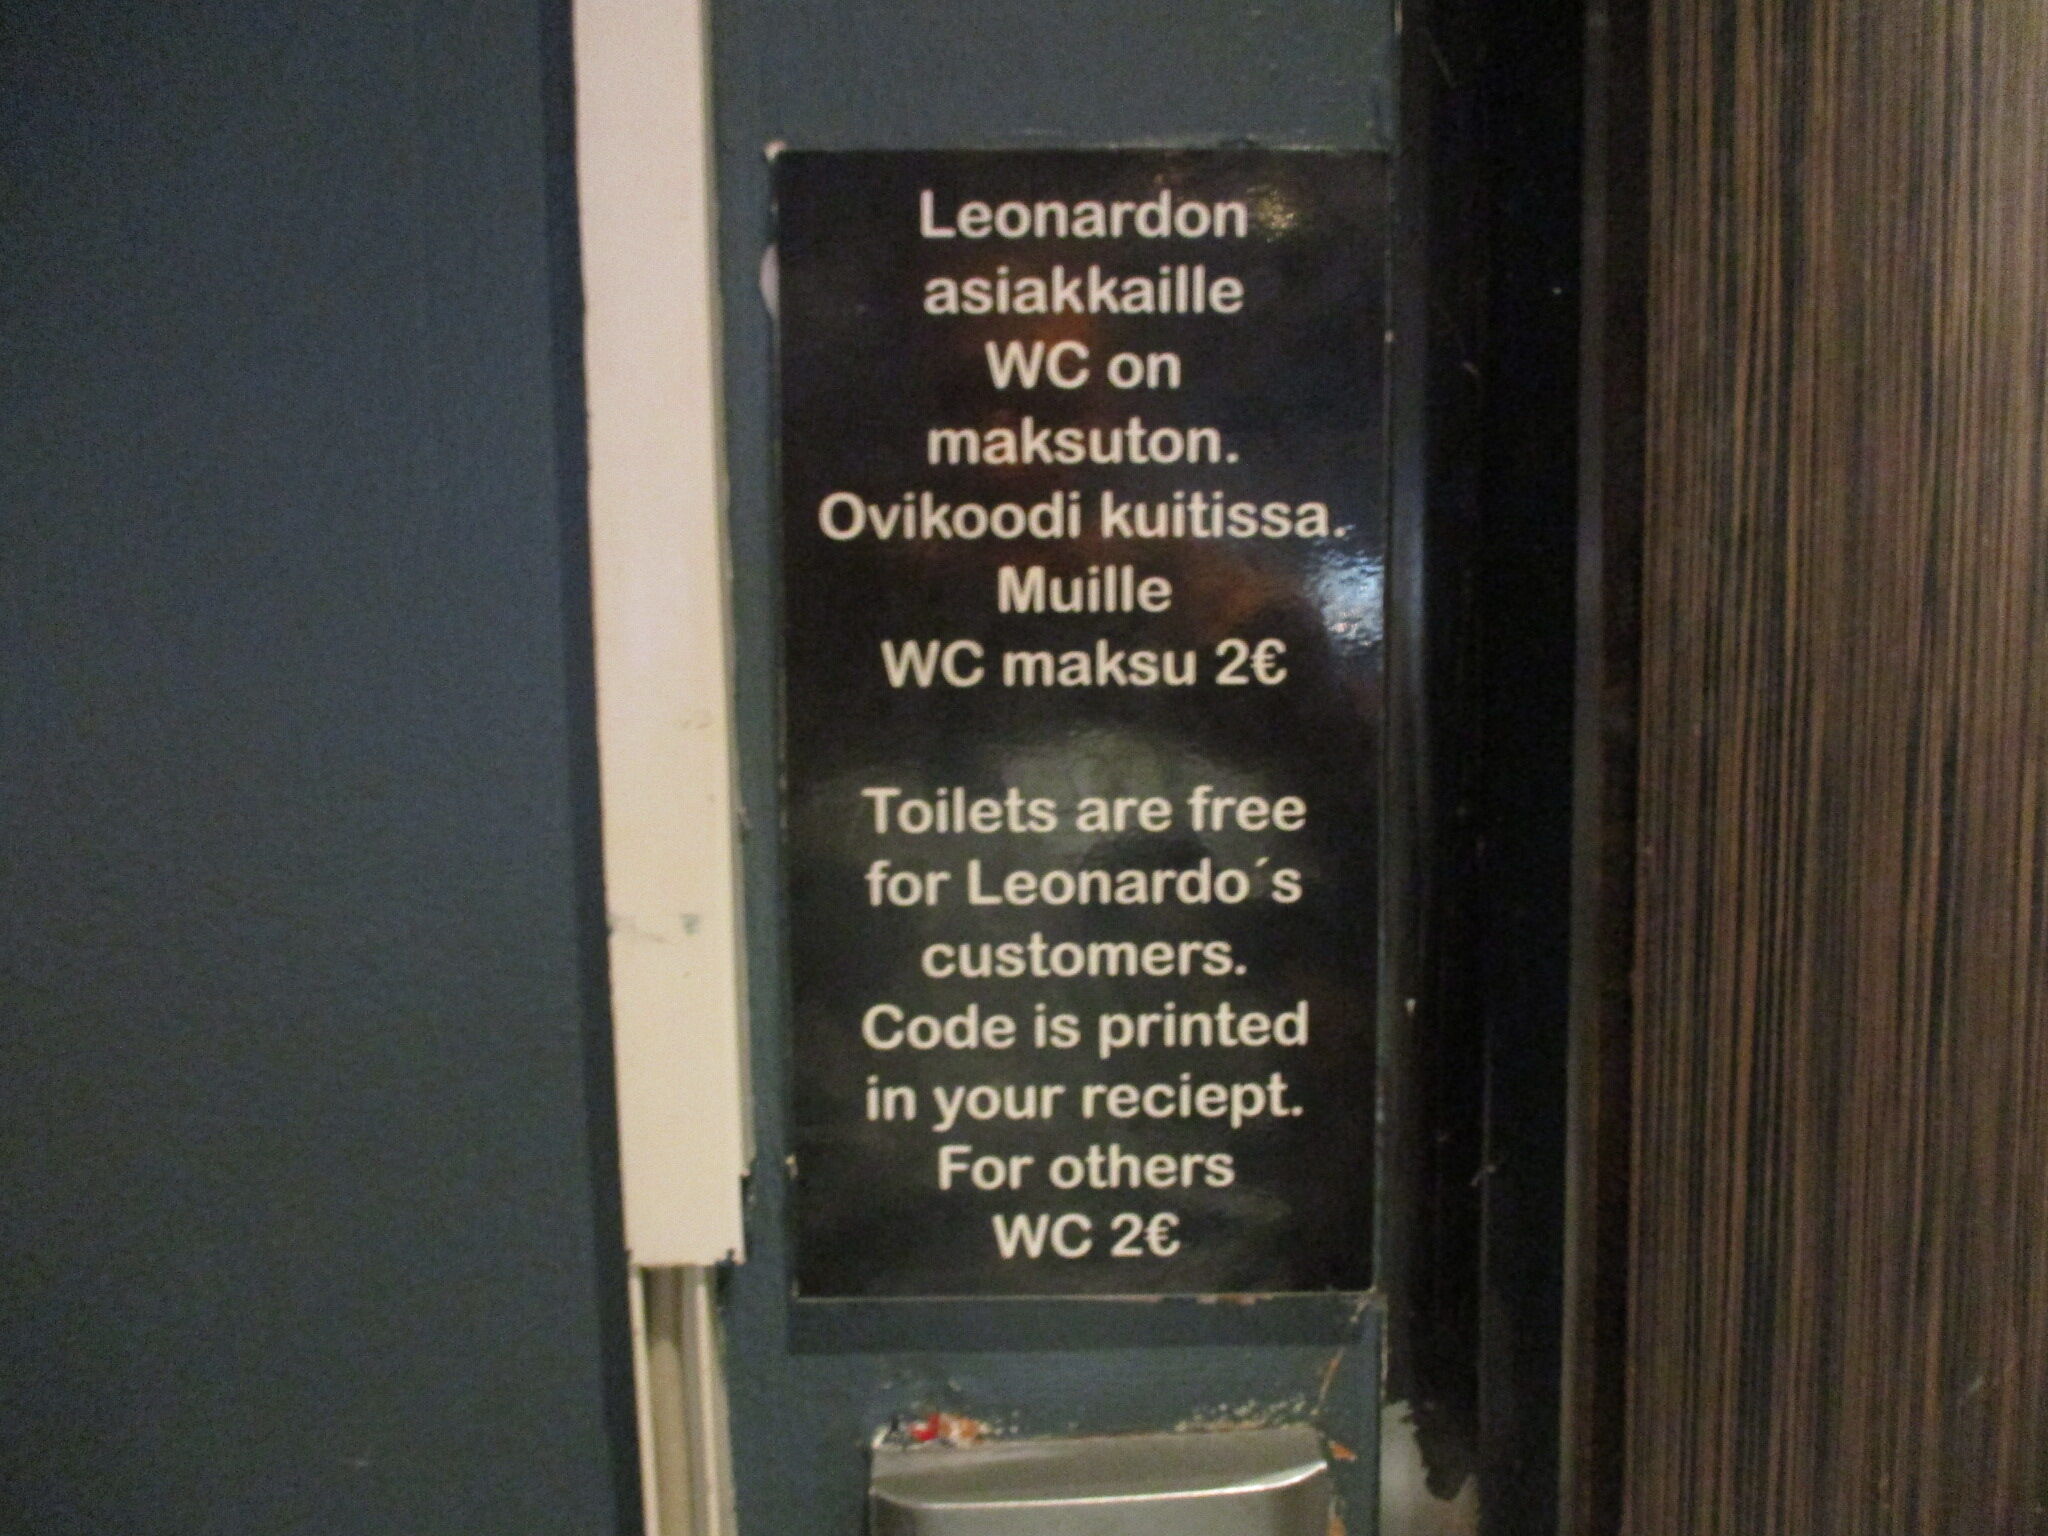 Leonardon
asiakkaille
WC on
maksuton.
Ovikoodi kuitissa.
Muille
WC maksu 2€
Toilets are free
for Leonardo´s
customers.
Code is printed
in your reciept.
For others
WC 2€